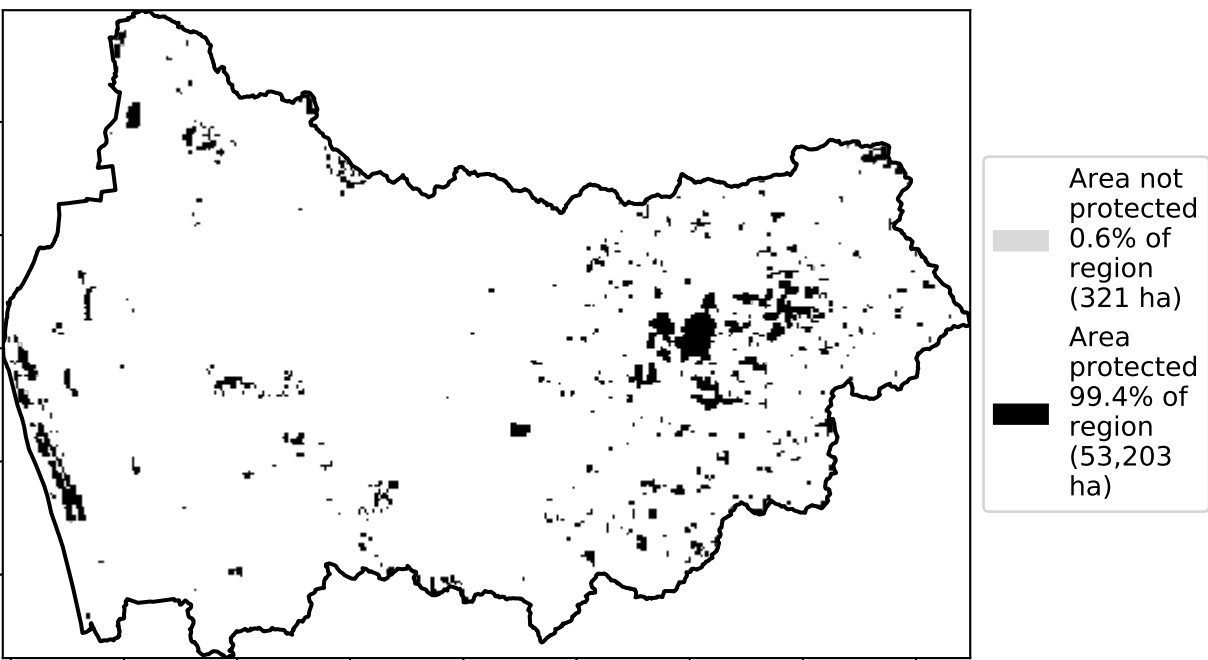 Area not
protected
0.6% of
region
(321 ha)
Area
protected
99.4% of
region
(53,203
ha)